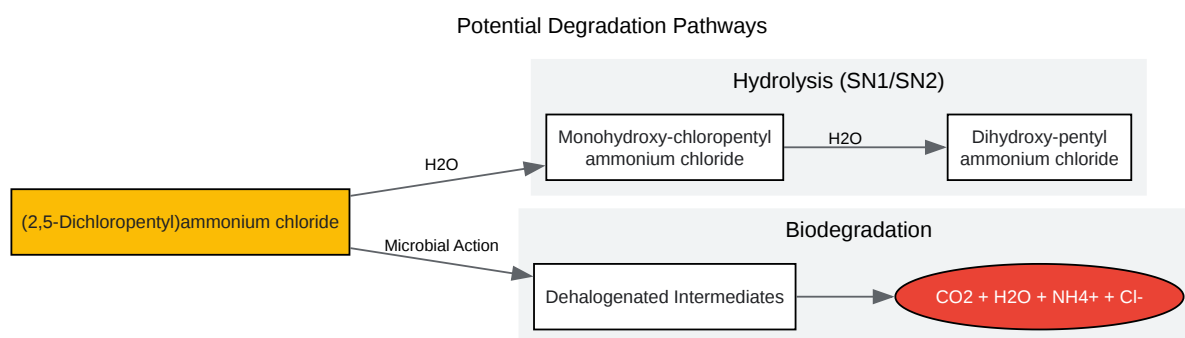 Potential Degradation Pathways
Hydrolysis (SN1/SN2)
Monohydroxy-chloropentyl
ammonium chloride
H2O
Dihydroxy-pentyl
ammonium chloride
H2O
(2,5-Dichloropentyl)ammonium chloride
Microbial Action
Biodegradation
Dehalogenated Intermediates
CO2 + H2O + NH4+ + Cl-